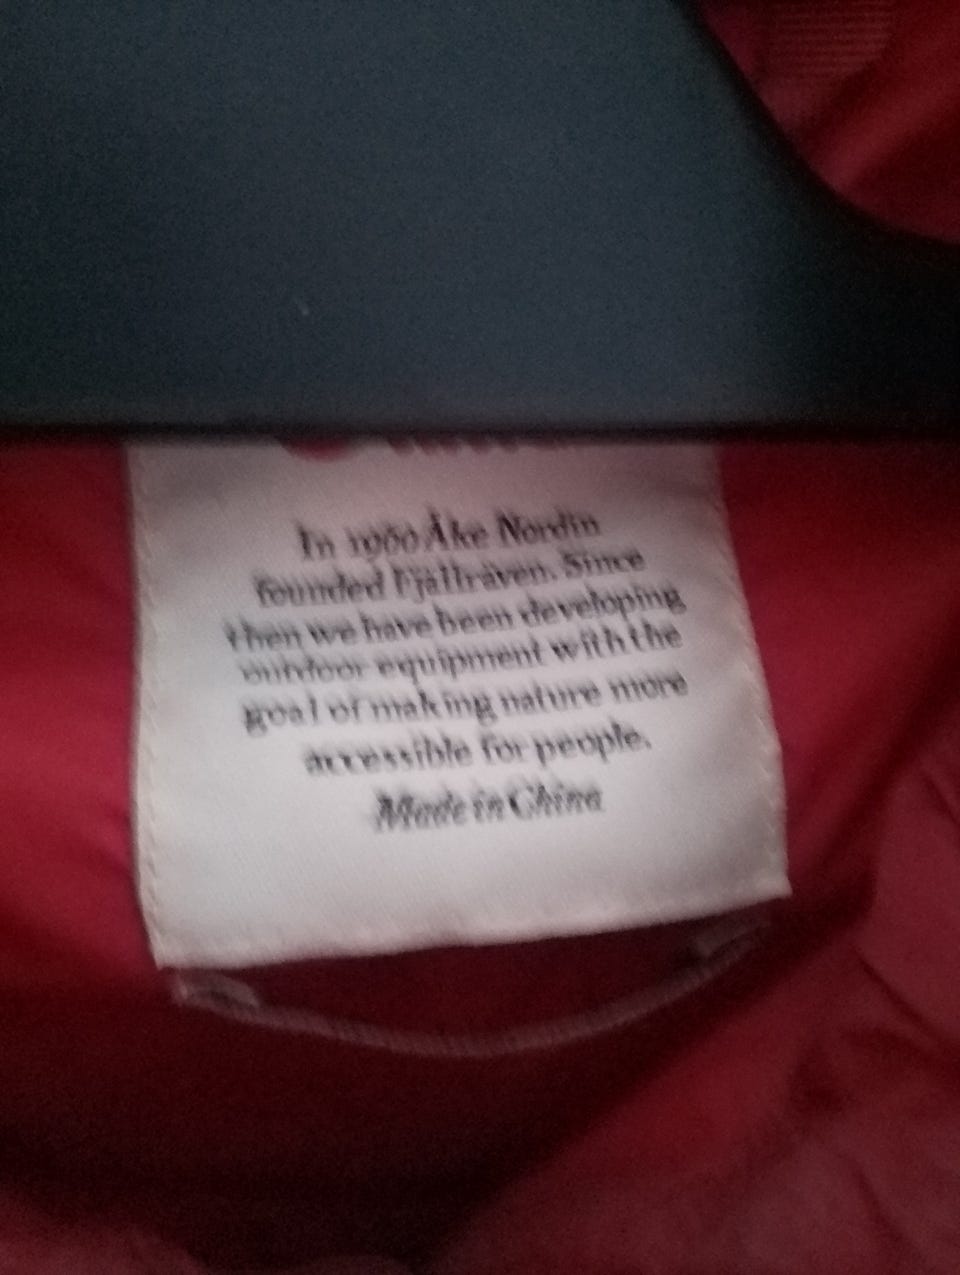 In 1960 Åke Nordin
founded Fjällräven. Since
then we have been developing
outdoor equipment with the
goal of making nature more
accessible for people.
Made in China